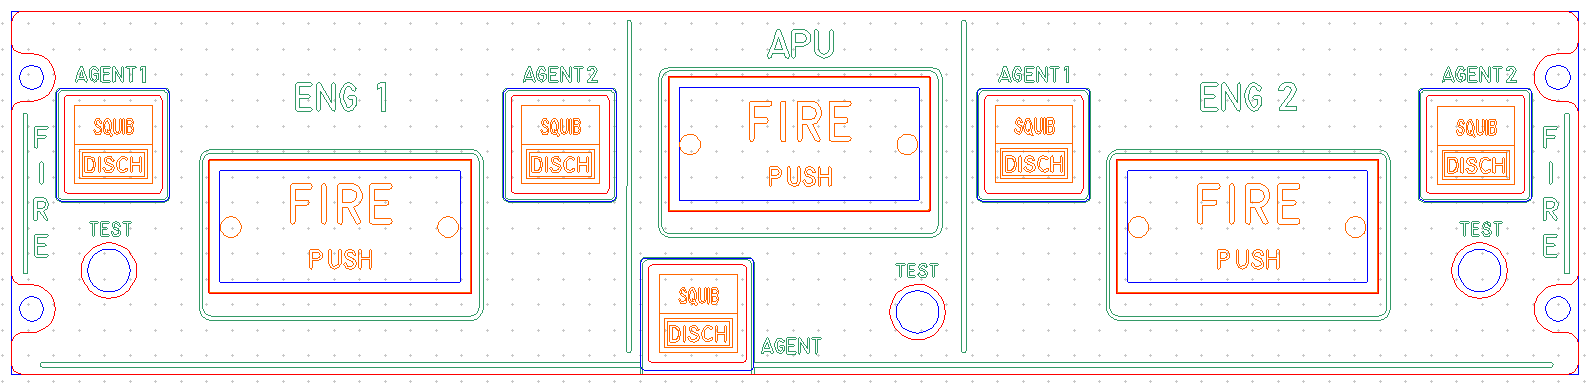 APU
AGENT 1
ENG 1
AGENT 2
AGENT 1
ENG 2
AGENT 2
FIRE
SQUIB
DISCH
SQUIB
DISCH
FIRE
PUSH
SQUIB
DISCH
SQUIB
DISCH
FIRE
FIRE
PUSH
FIRE
PUSH
TEST
TEST
TEST
SQUIB
DISCH
AGENT